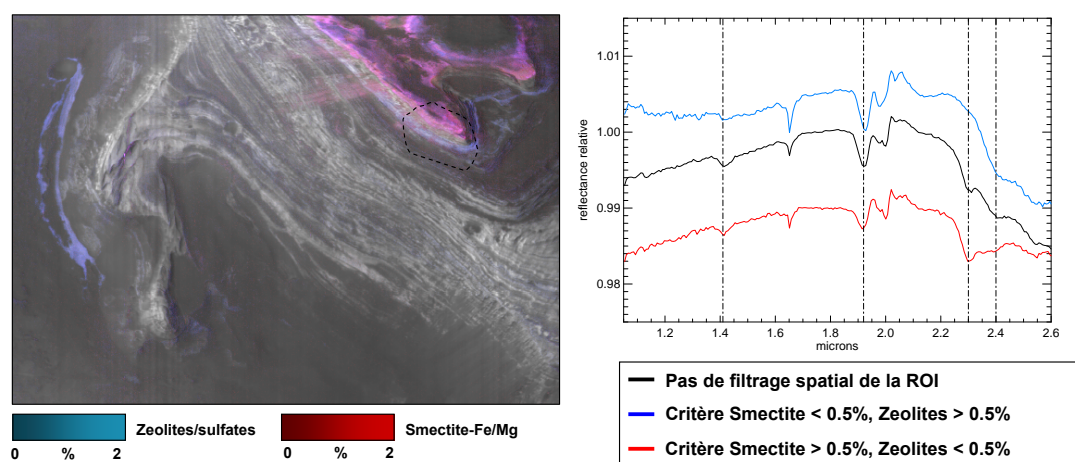 Zeolites/sulfates
0 % 2
Smectite-Fe/Mg
0 % 2
reflectance relative
1.01
1.00
0.99
0.98
1.2 1.4 1.6 1.8 2.0 2.2 2.4 2.6
microns
Pas de filtrage spatial de la ROI
Critère Smectite < 0.5%, Zeolites > 0.5%
Critère Smectite > 0.5%, Zeolites < 0.5%